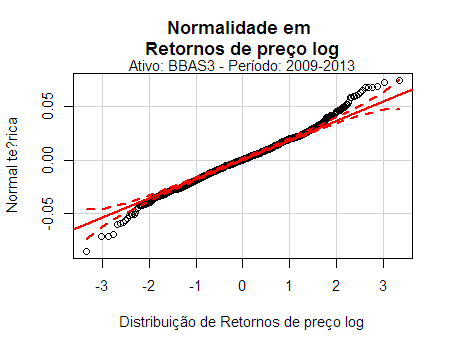 Normalidade em
Retornos de preço log
Ativo: BBAS3 - Período: 2009-2013
Normal te?rica
0.05
0.00
-0.05
-3 -2 -1 0 1 2 3
Distribuição de Retornos de preço log